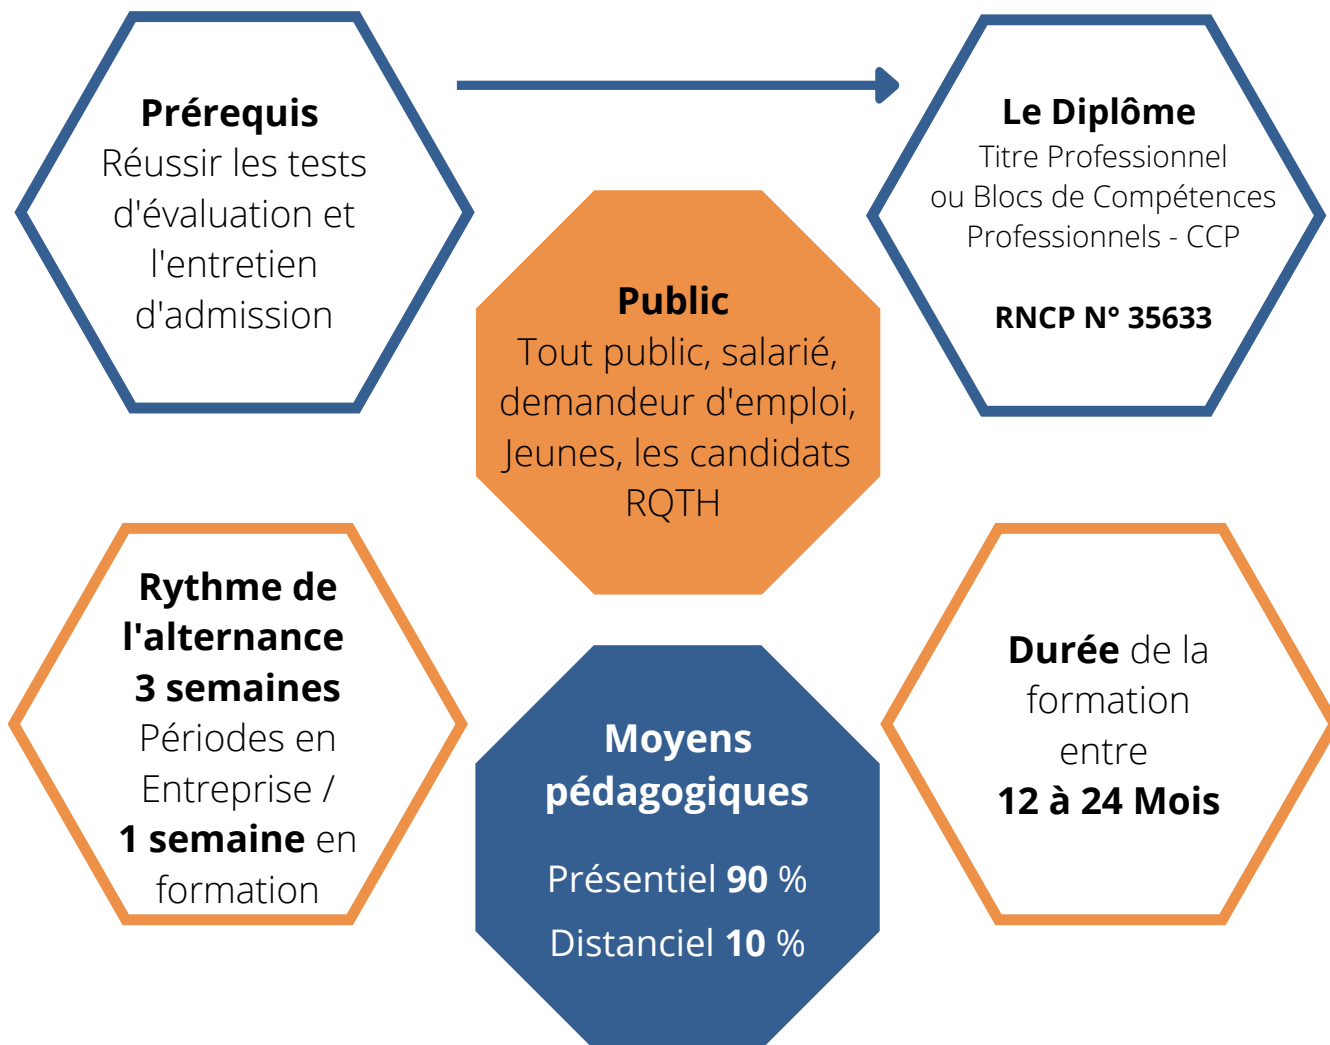 Prérequis
Réussir les tests
d'évaluation et
l'entretien
d'admission
Le Diplôme
Titre Professionnel
ou Blocs de Compétences
Professionnels - CCP
RNCP N° 35633
Public
Tout public, salarié,
demandeur d'emploi,
Jeunes, les candidats
RQTH
Rythme de
l'alternance
3 semaines
Périodes en
Entreprise /
1 semaine en
formation
Moyens
pédagogiques
Présentiel 90 %
Distanciel 10 %
Durée de la
formation
entre
12 à 24 Mois